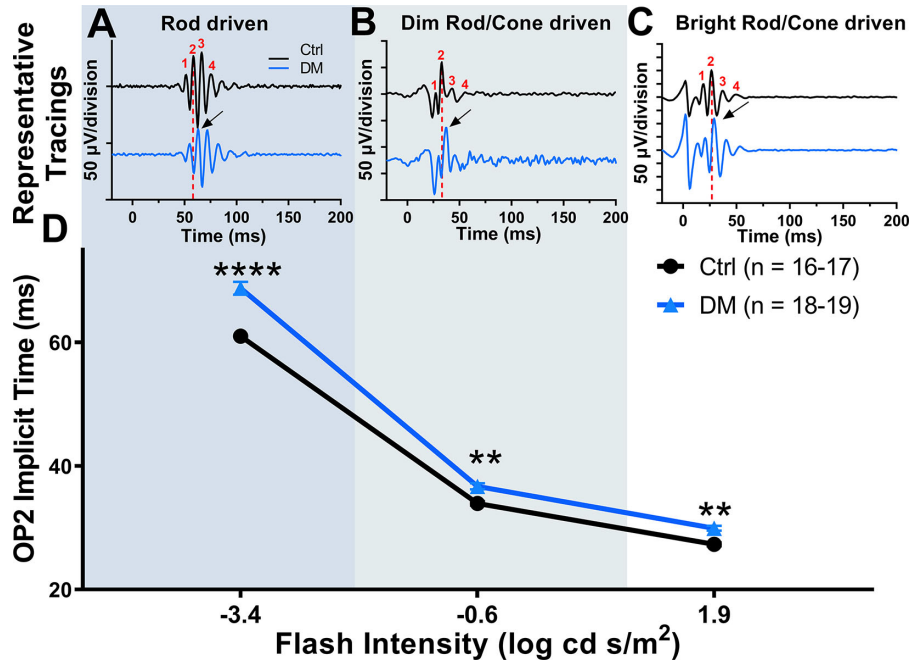 A
Rod driven
B
Dim Rod/Cone driven
C
Bright Rod/Cone driven
Representative
Tracings
50 µV/division
1 2 3 4
Ctrl
DM
0 50 100 150 200
Time (ms)
50 µV/division
1 2 3 4
0 50 100 150 200
Time (ms)
50 µV/division
1 2 3 4
0 50 100 150 200
Time (ms)
D
OP2 Implicit Time (ms)
60
40
20
****
**
**
Ctrl (n = 16-17)
DM (n = 18-19)
-3.4 -0.6 1.9
Flash Intensity (log cd s/m²)